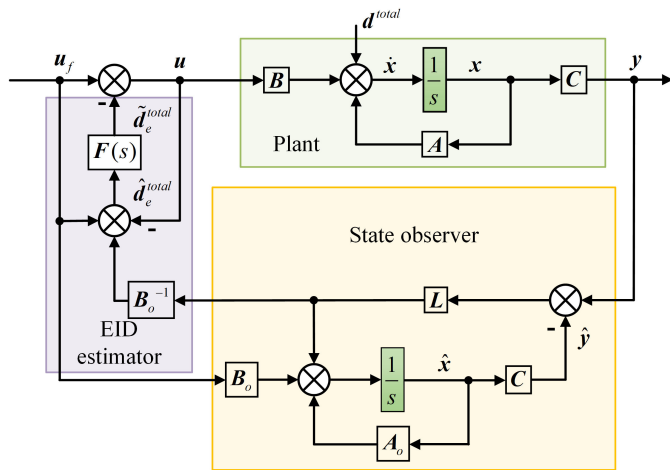 d^{total}
u_f
u
B
ẋ
1/s
x
C
y
-
d̃_e^{total}
F(s)
Plant
A
d̂_e^{total}
-
State observer
B_o^{-1}
L
-
ŷ
EID
estimator
B_o
1/s
x̂
C
A_o